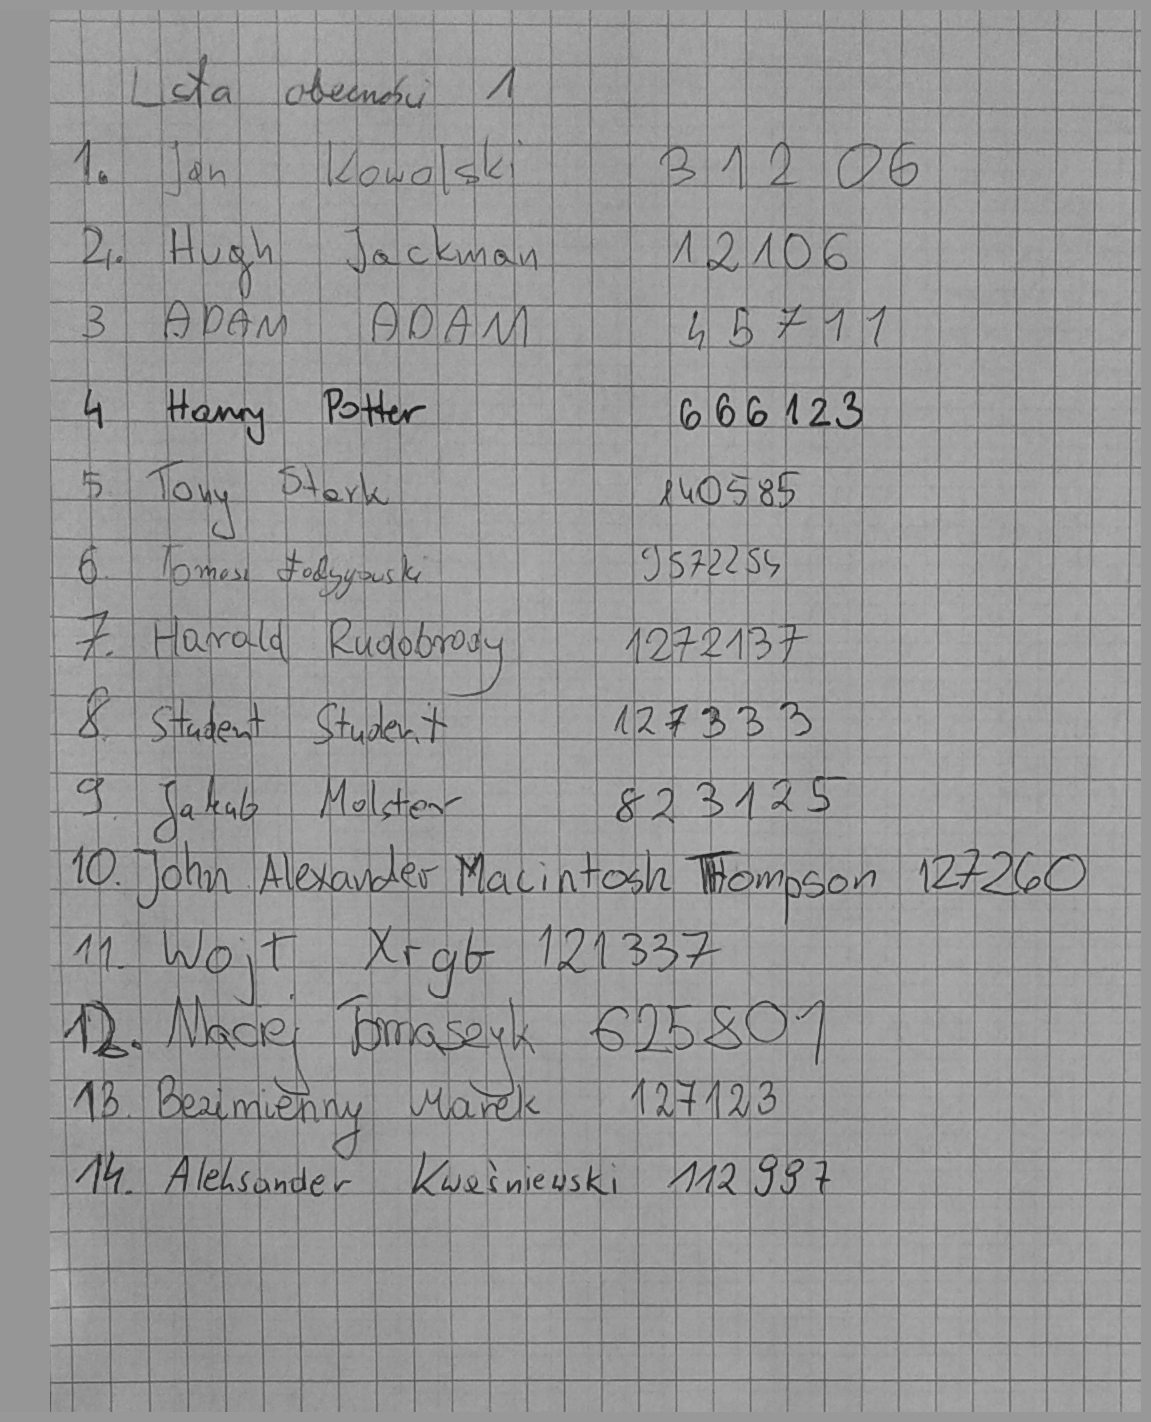 Lista obecności 1
1. Jan Kowalski 31206
2. Hugh Jackman 12106
3 ADAM ADAM 45711
4 Harry Potter 666123
5 Tony Stark 140585
6. Tomasz 9572254
7. Harald Rudobrody 1272137
8. Student Student 127333
9. Jakub Molster 823125
10. John Alexander Macintosh Thompson 127260
11. Wojt Xrgb 121337
12. Maciej Tomaszyk 625801
13. Bezimienny Marek 127123
14. Aleksander Kwaśniewski 112997